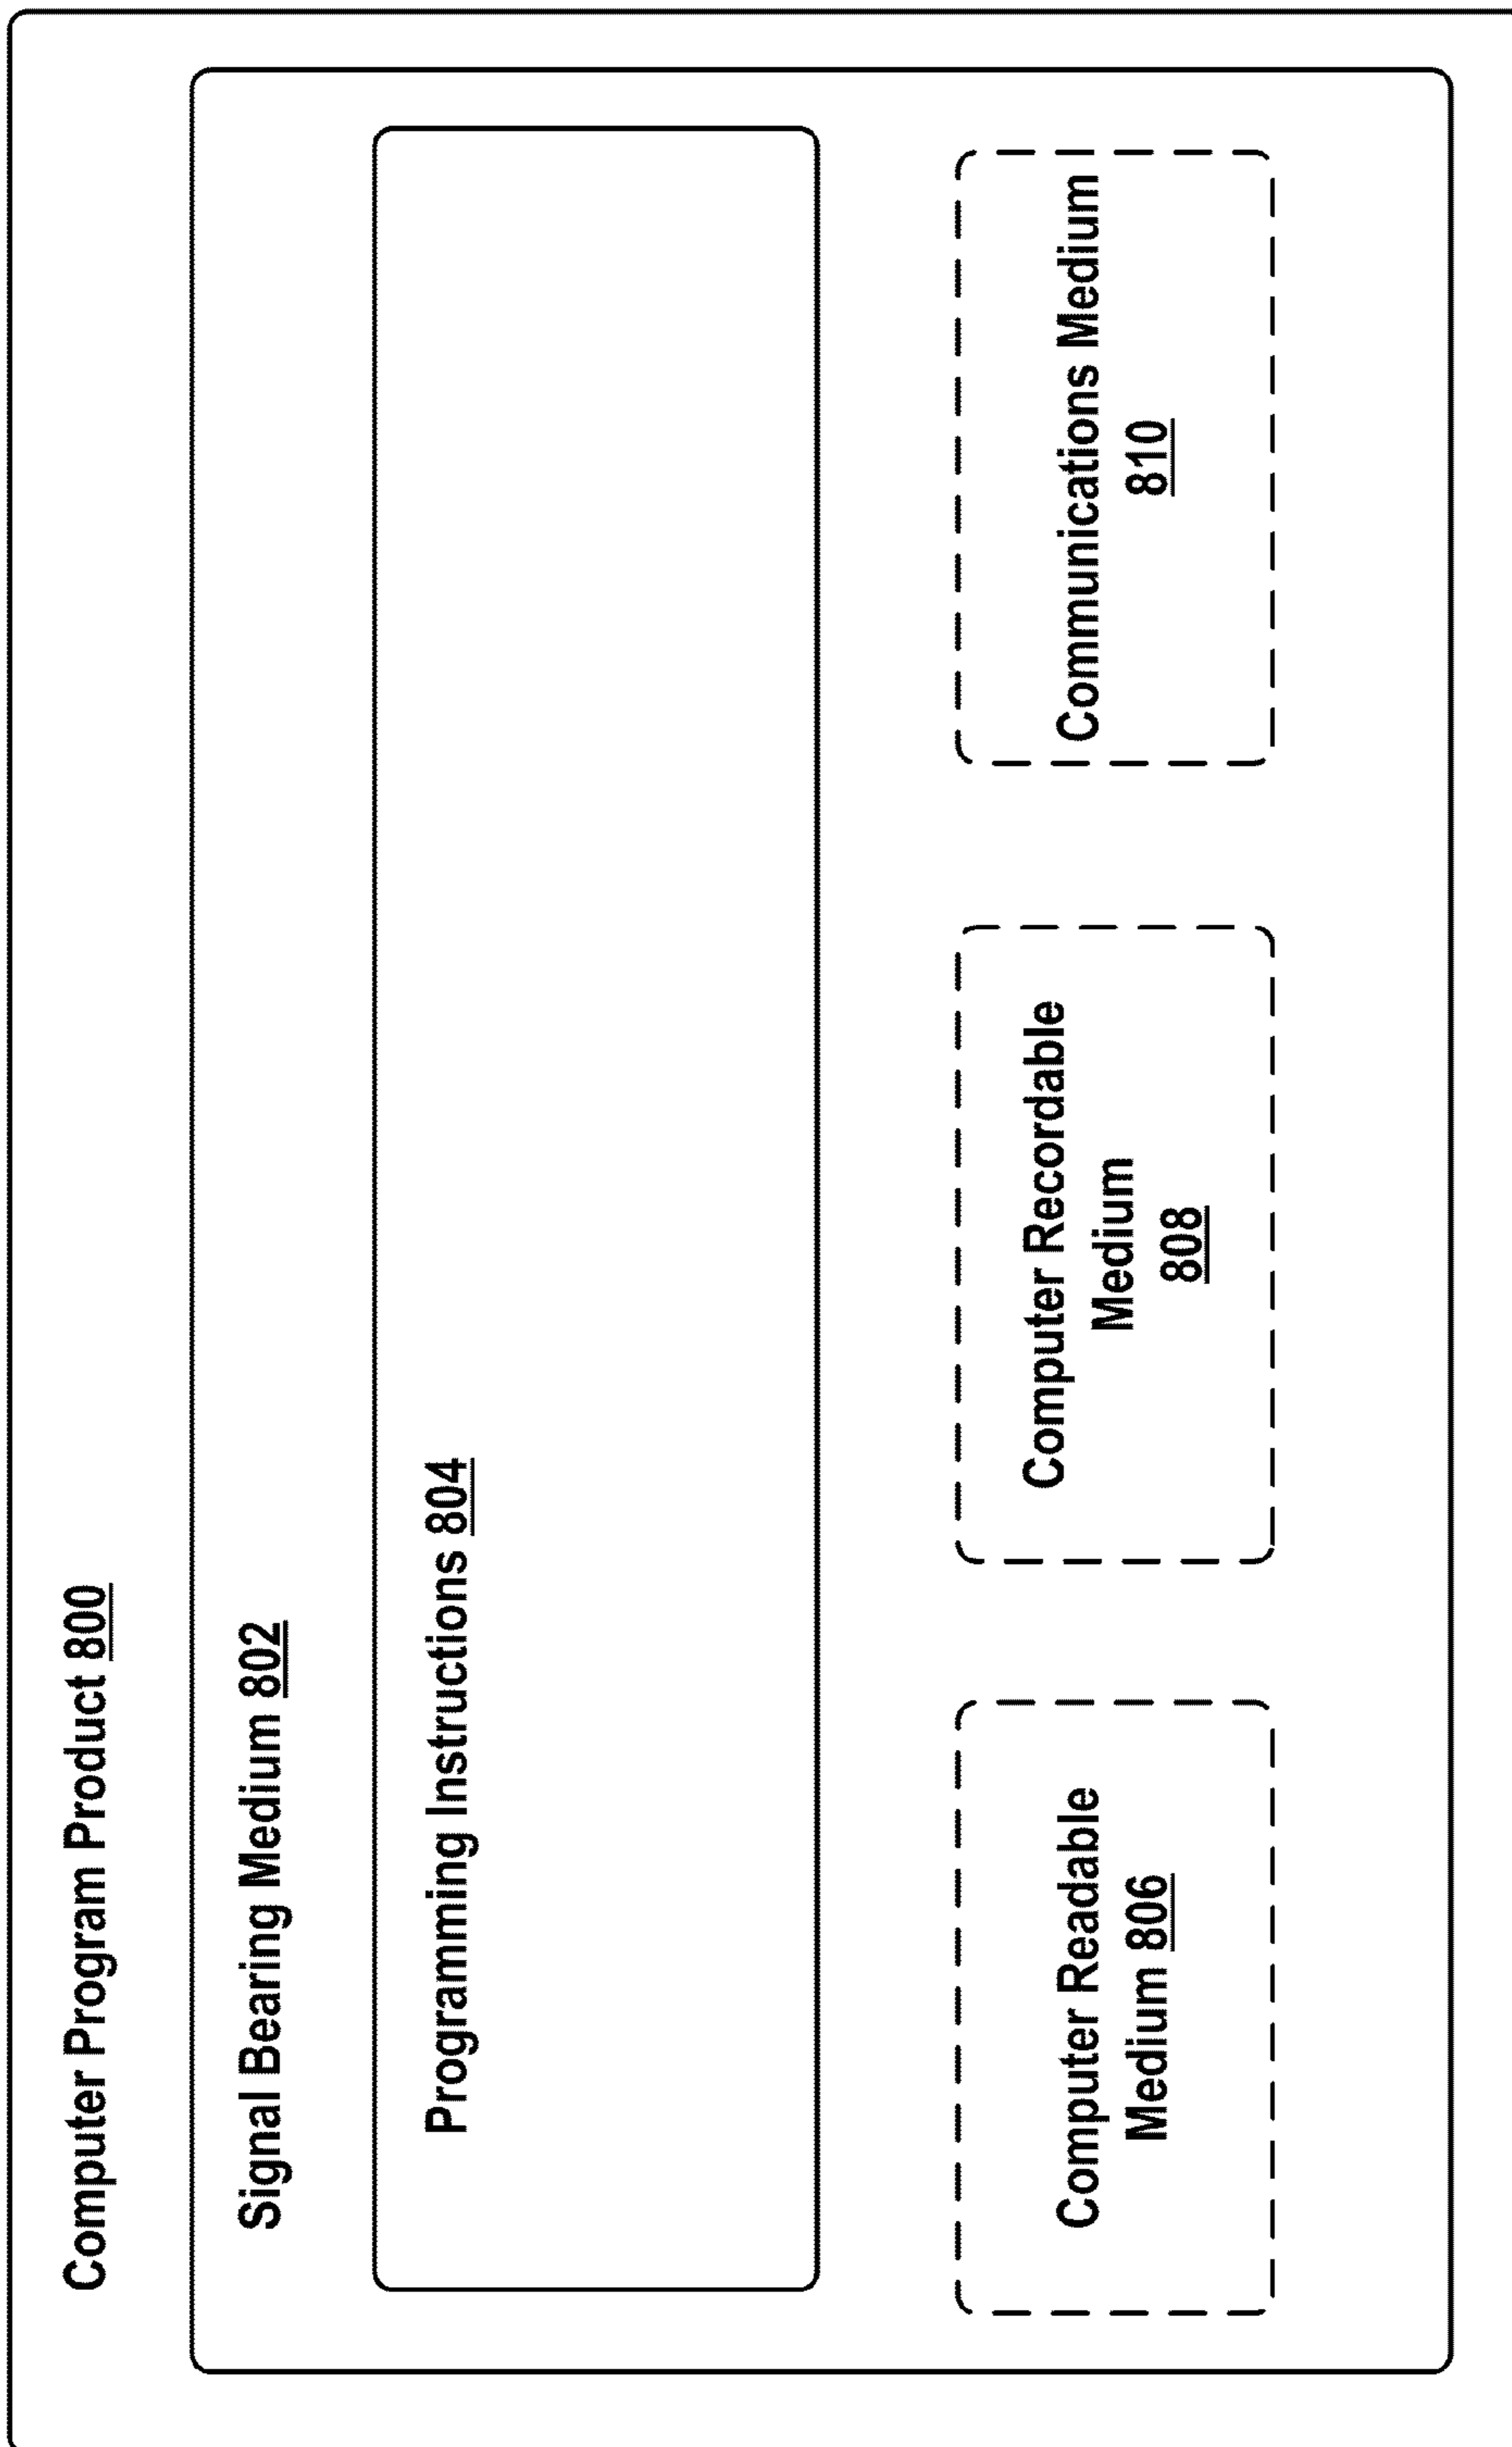 Computer Program Product 800
Signal Bearing Medium 802
Programming Instructions 804
Computer Readable
Medium 806
Computer Recordable
Medium
808
Communications Medium
810